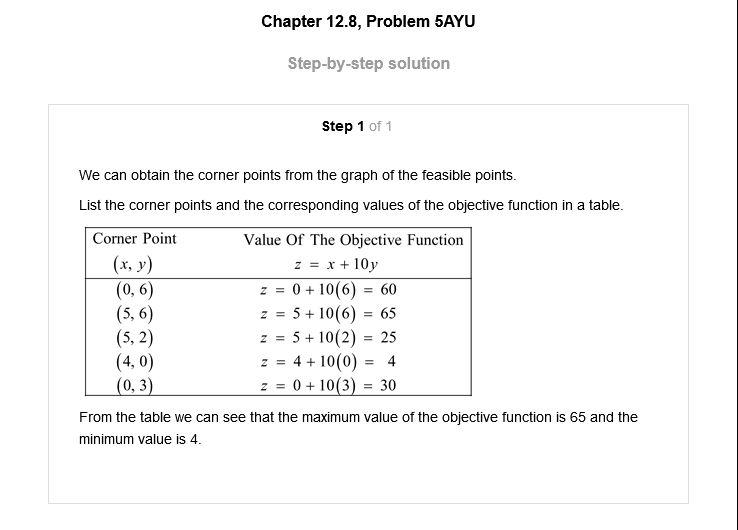 Chapter 12.8, Problem 5AYU
Step-by-step solution
Step 1 of 1
We can obtain the corner points from the graph of the feasible points.
List the corner points and the corresponding values of the objective function in a table.
Corner Point Value Of The Objective Function
(x, y) z = x + 10y
(0, 6) z = 0 + 10(6) = 60
(5, 6) z = 5 + 10(6) = 65
(5, 2) z = 5 + 10(2) = 25
(4, 0) z = 4 + 10(0) = 4
(0, 3) z = 0 + 10(3) = 30
From the table we can see that the maximum value of the objective function is 65 and the
minimum value is 4.